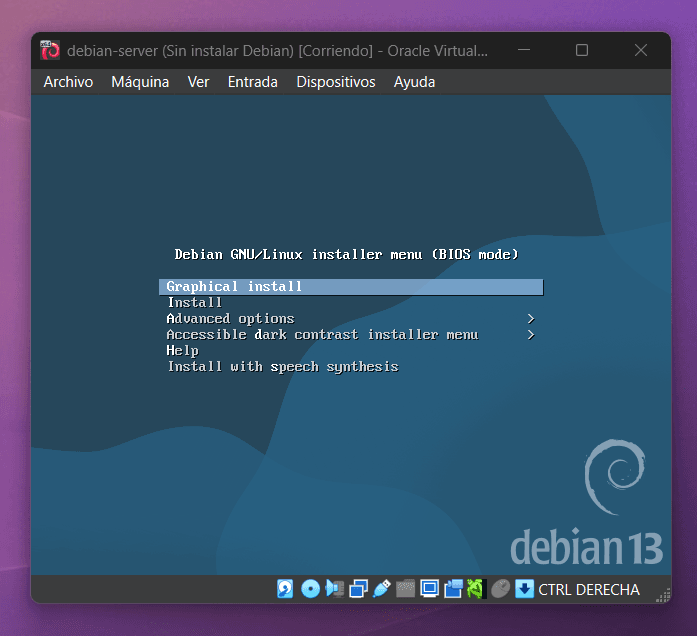 debian-server (Sin instalar Debian) [Corriendo] - Oracle Virtual...
Archivo Máquina Ver Entrada Dispositivos Ayuda
Debian GNU/Linux installer menu (BIOS mode)
Graphical install
Install
Advanced options >
Accessible dark contrast installer menu >
Help
Install with speech synthesis
debian 13
CTRL DERECHA